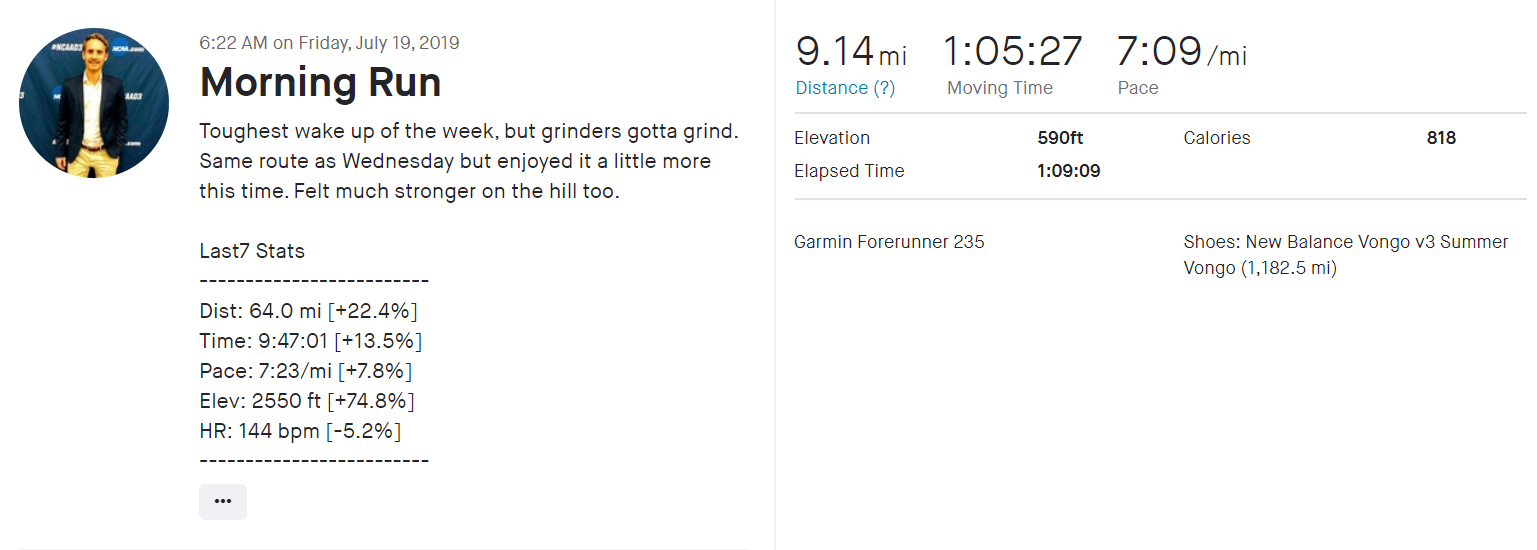 #NCAAD3
NCAA.com
3
AAD3
.com
6:22 AM on Friday, July 19, 2019
Morning Run
Toughest wake up of the week, but grinders gotta grind.
Same route as Wednesday but enjoyed it a little more
this time. Felt much stronger on the hill too.
Last7 Stats
-------------------------
Dist: 64.0 mi [+22.4%]
Time: 9:47:01 [+13.5%]
Pace: 7:23/mi [+7.8%]
Elev: 2550 ft [+74.8%]
HR: 144 bpm [-5.2%]
-------------------------
•••
9.14 mi 1:05:27 7:09 /mi
Distance (?) Moving Time Pace
Elevation 590ft Calories 818
Elapsed Time 1:09:09
Garmin Forerunner 235 Shoes: New Balance Vongo v3 Summer
Vongo (1,182.5 mi)